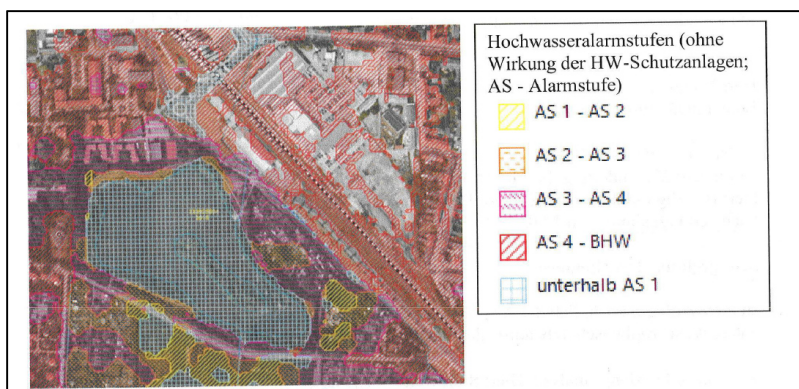 Hochwasseralarmstufen (ohne
Wirkung der HW-Schutzanlagen;
AS - Alarmstufe)
AS 1 - AS 2
AS 2 - AS 3
AS 3 - AS 4
AS 4 - BHW
unterhalb AS 1